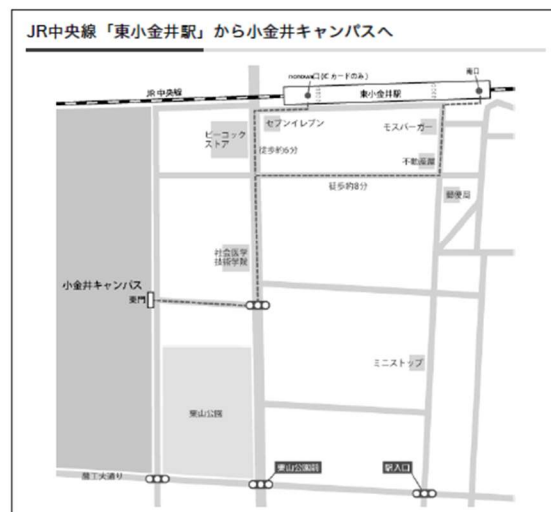 JR中央線「東小金井駅」から小金井キャンパスへ
nonowa口(ICカードのみ)
南口
JR 中央線
東小金井駅
セブンイレブン
モスバーガー
ピーコック
ストア
徒歩約6分
不動産屋
徒歩約8分
郵便局
社会医学
技術学院
小金井キャンパス
東門
ミニストップ
栗山公園
農工大通り
栗山公園前
駅入口